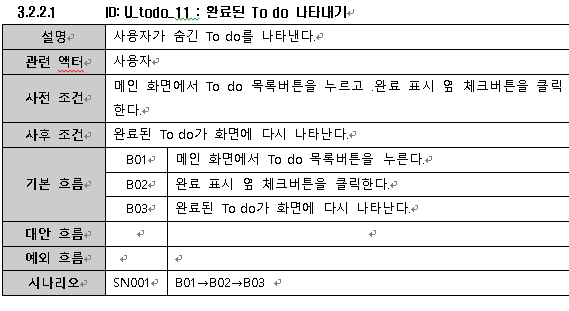 3.2.2.1 ID: U_todo_11 : 완료된 To do 나타내기
설명 사용자가 숨긴 To do를 나타낸다.
관련 액터 사용자
사전 조건 메인 화면에서 To do 목록버튼을 누르고 .완료 표시 옆 체크버튼을 클릭
한다.
사후 조건 완료된 To do가 화면에 다시 나타난다.
기본 흐름 B01 메인 화면에서 To do 목록버튼을 누른다.
B02 완료 표시 옆 체크버튼을 클릭한다.
B03 완료된 To do가 화면에 다시 나타난다.
대안 흐름
예외 흐름
시나리오 SN001 B01→B02→B03